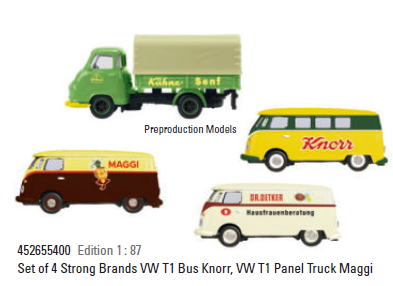 Kühne Senf
Preproduction Models
Knorr
MAGGI
DR. OETKER
Hausfrauenberatung
452655400 Edition 1 : 87
Set of 4 Strong Brands VW T1 Bus Knorr, VW T1 Panel Truck Maggi